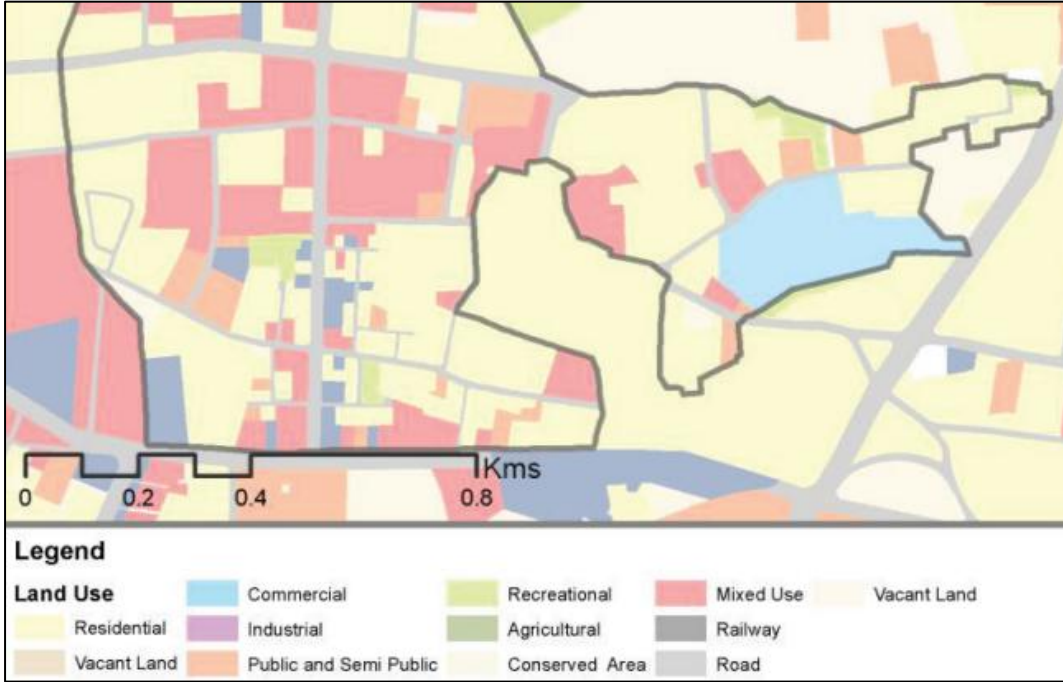 Kms
0 0.2 0.4 0.8
Legend
Land Use Commercial Recreational Mixed Use Vacant Land
Residential Industrial Agricultural Railway
Vacant Land Public and Semi Public Conserved Area Road